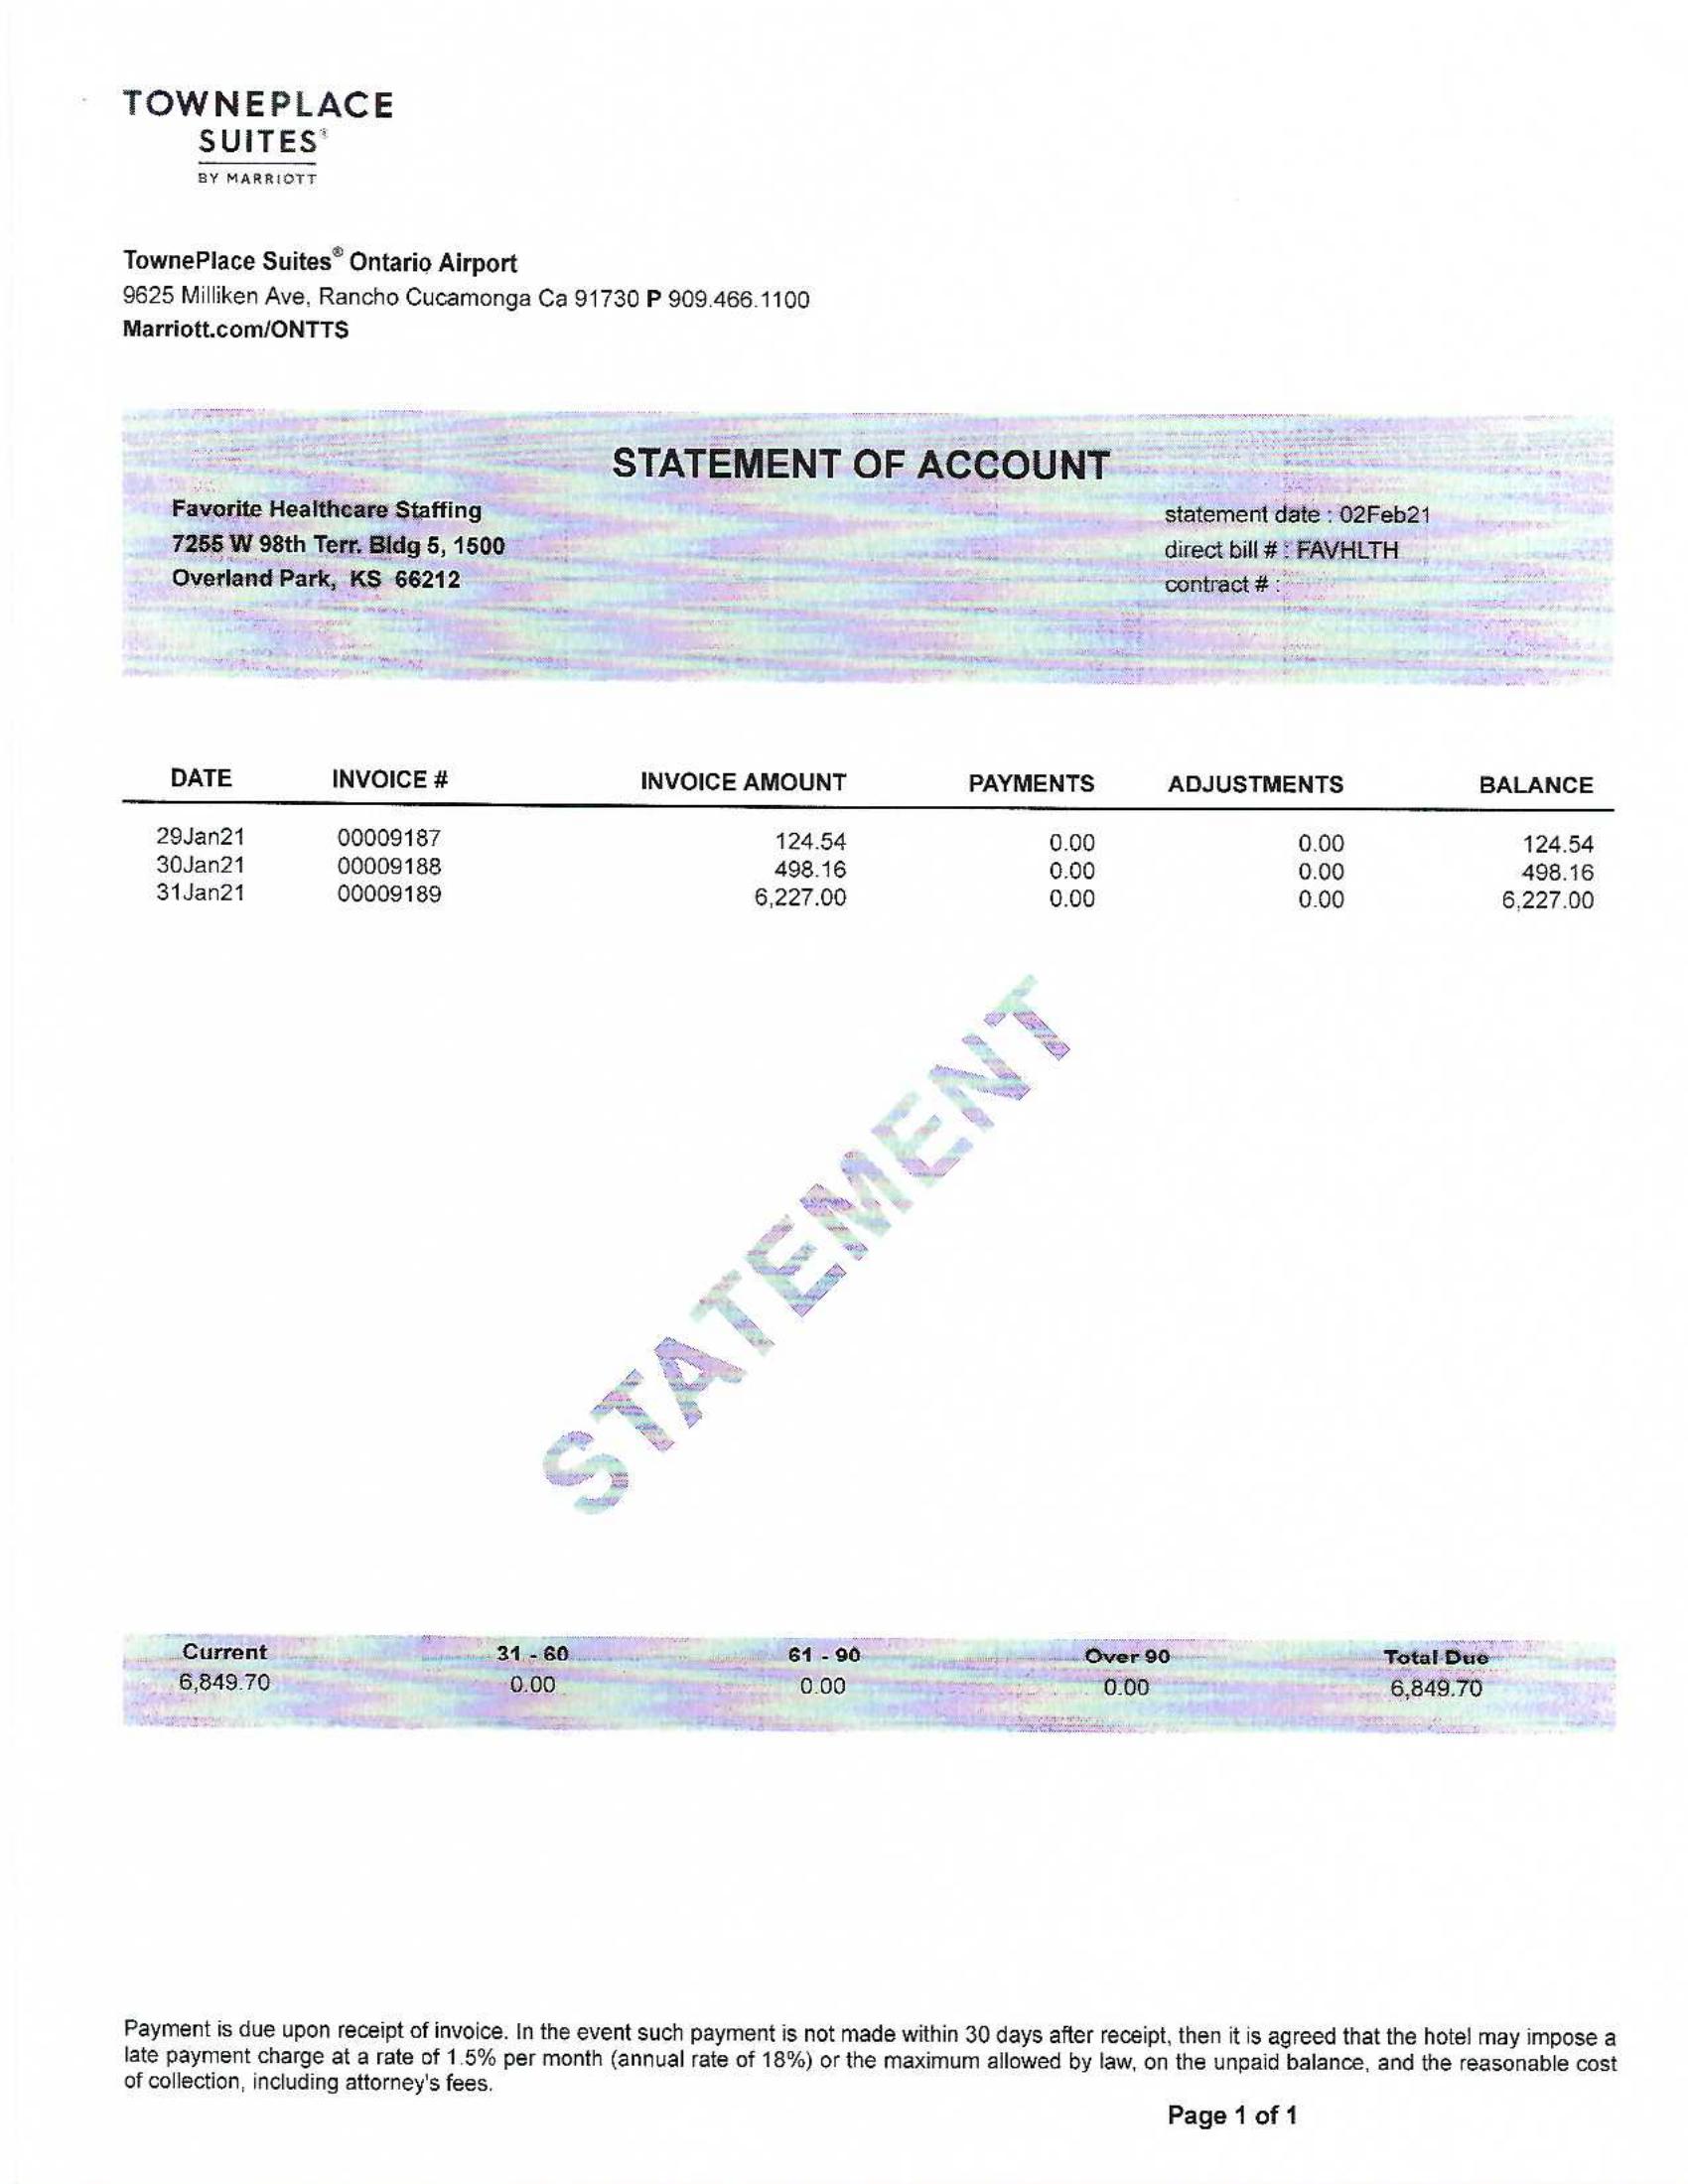 TOWNEPLACE
SUITES®
BY MARRIOTT
TownePlace Suites® Ontario Airport
9625 Milliken Ave, Rancho Cucamonga Ca 91730 P 909.466.1100
Marriott.com/ONTTS
STATEMENT OF ACCOUNT
Favorite Healthcare Staffing
statement date : 02Feb21
7255 W 98th Terr. Bldg 5, 1500
direct bill # : FAVHLTH
Overland Park, KS 66212
contract # :
DATE INVOICE # INVOICE AMOUNT PAYMENTS ADJUSTMENTS BALANCE
29Jan21 00009187 124.54 0.00 0.00 124.54
30Jan21 00009188 498.16 0.00 0.00 498.16
31Jan21 00009189 6,227.00 0.00 0.00 6,227.00
STATEMENT
Current 31 - 60 61 - 90 Over 90 Total Due
6,849.70 0.00 0.00 0.00 6,849.70
Payment is due upon receipt of invoice. In the event such payment is not made within 30 days after receipt, then it is agreed that the hotel may impose a
late payment charge at a rate of 1.5% per month (annual rate of 18%) or the maximum allowed by law, on the unpaid balance, and the reasonable cost
of collection, including attorney's fees.
Page 1 of 1